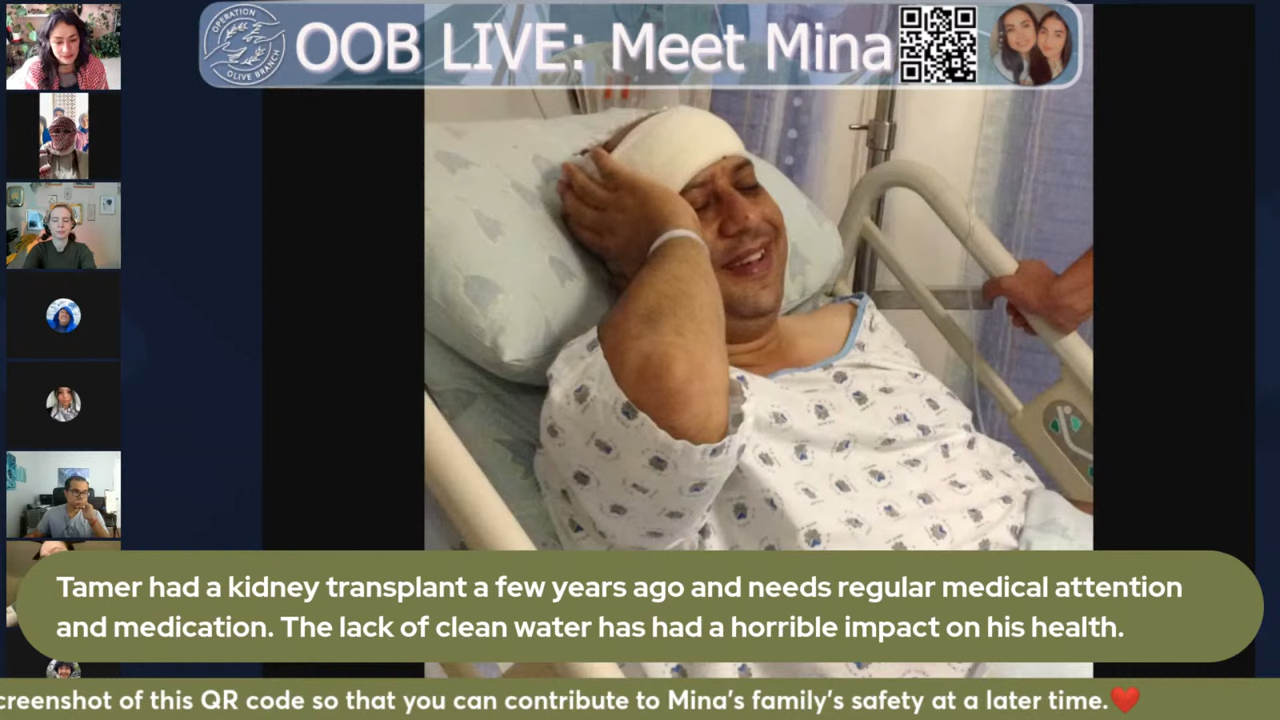 OPERATION
OLIVE BRANCH
OOB LIVE: Meet Mina
Tamer had a kidney transplant a few years ago and needs regular medical attention
and medication. The lack of clean water has had a horrible impact on his health.
creenshot of this QR code so that you can contribute to Mina’s family’s safety at a later time.❤️